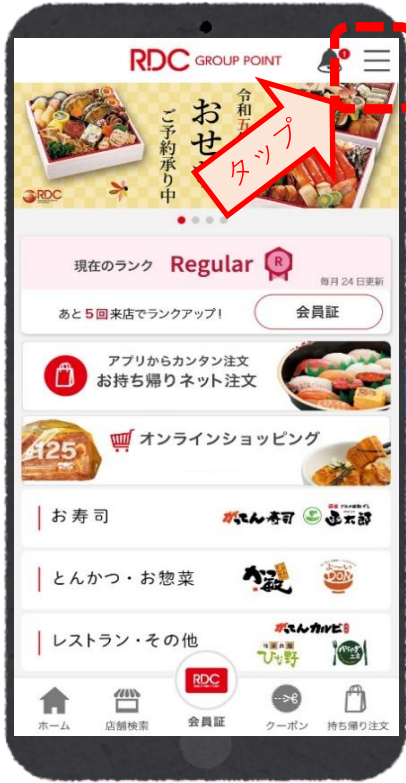 RDC GROUP POINT
1
令和五
おせ
ご予約承り中
RDC
タップ
現在のランク Regular R
毎月24日更新
あと5回来店でランクアップ!
会員証
アプリからカンタン注文
お持ち帰りネット注文
125
オンラインショッピング
お寿司
がってん寿司
函太郎
とんかつ・お惣菜
かつ敏
DON
レストラン・その他
がってんカルビ
ひな野
RDC
ホーム
店舗検索
会員証
クーポン
持ち帰り注文